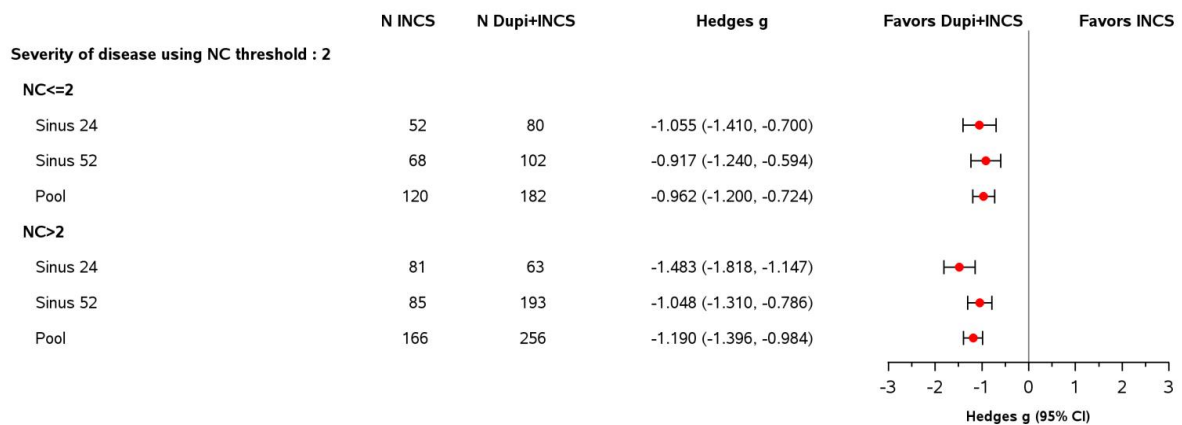 N INCS N Dupi+INCS Hedges g Favors Dupi+INCS Favors INCS
Severity of disease using NC threshold : 2
NC<=2
Sinus 24 52 80 -1.055 (-1.410, -0.700)
Sinus 52 68 102 -0.917 (-1.240, -0.594)
Pool 120 182 -0.962 (-1.200, -0.724)
NC>2
Sinus 24 81 63 -1.483 (-1.818, -1.147)
Sinus 52 85 193 -1.048 (-1.310, -0.786)
Pool 166 256 -1.190 (-1.396, -0.984)
-3 -2 -1 0 1 2 3
Hedges g (95% CI)